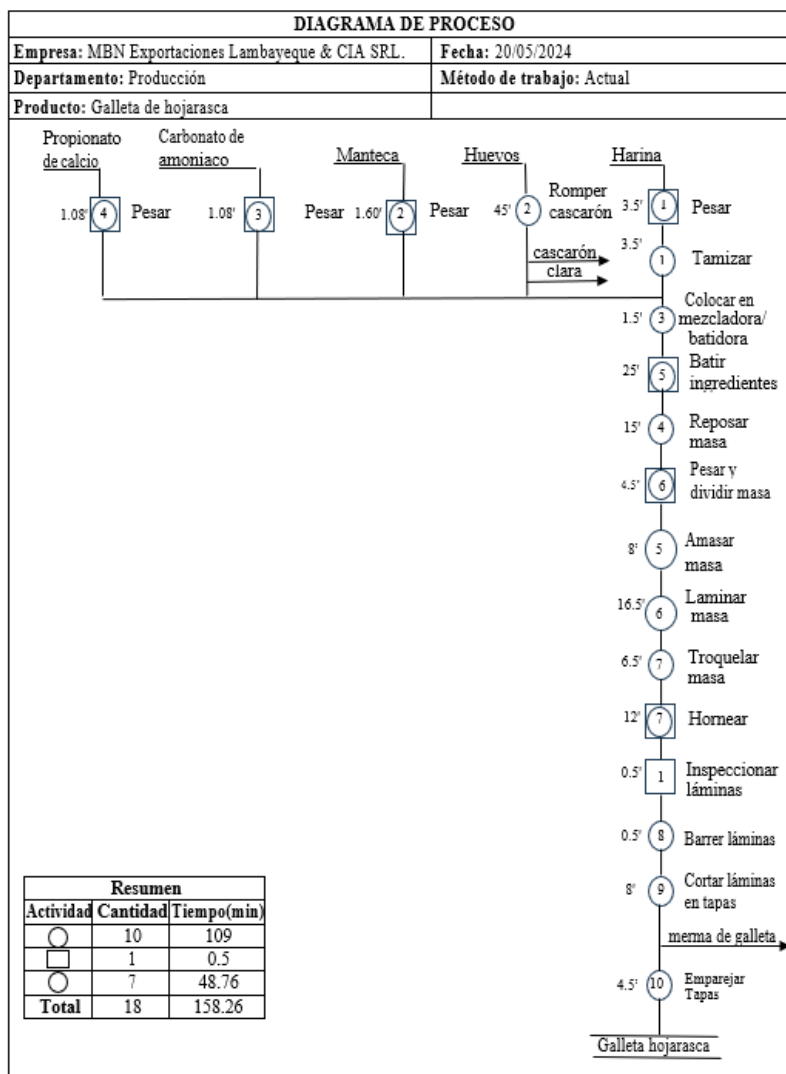 DIAGRAMA DE PROCESO
Empresa: MBN Exportaciones Lambayeque & CIA SRL.
Fecha: 20/05/2024
Departamento: Producción
Método de trabajo: Actual
Producto: Galleta de hojarasca
Propionato
de calcio
Carbonato de
amoniaco
Manteca
Huevos
Harina
1.08' 4 Pesar
1.08' 3 Pesar
1.60' 2 Pesar
45' 2 Romper
cascarón
cascarón
clara
3.5' 1 Pesar
3.5' 1 Tamizar
1.5' 3 Colocar en
mezcladora/
batidora
25' 5 Batir
ingredientes
15' 4 Reposar
masa
4.5' 6 Pesar y
dividir masa
8' 5 Amasar
masa
16.5' 6 Laminar
masa
6.5' 7 Troquelar
masa
12' 7 Hornear
0.5' 1 Inspeccionar
láminas
0.5' 8 Barrer láminas
8' 9 Cortar láminas
en tapas
merma de galleta
4.5' 10 Emparejar
Tapas
Galleta hojarasca
Resumen
Actividad Cantidad Tiempo(min)
10 109
1 0.5
7 48.76
Total 18 158.26